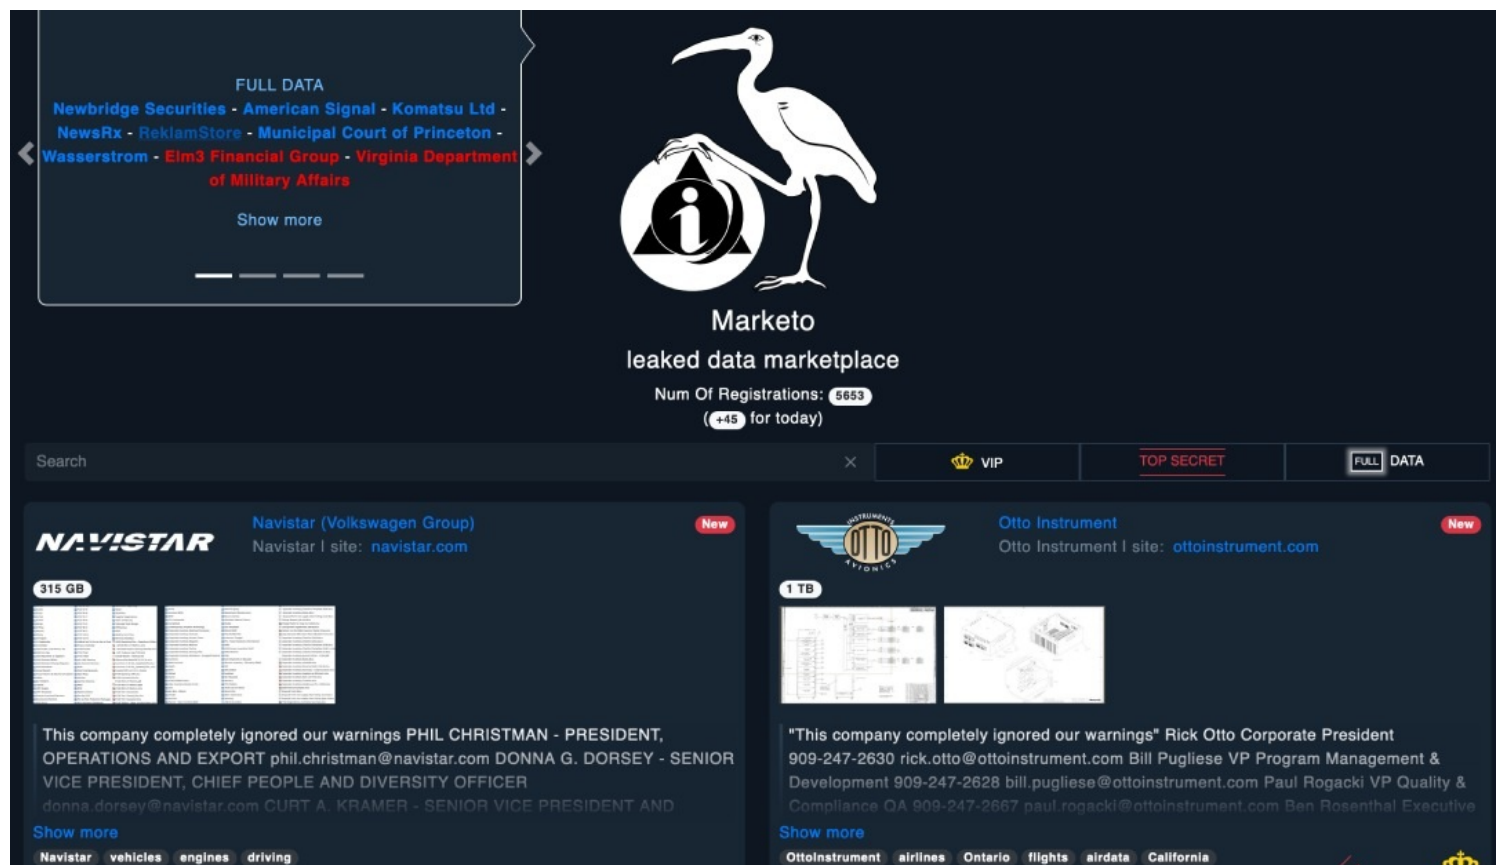 FULL DATA
Newbridge Securities - American Signal - Komatsu Ltd -
NewsRx - ReklamStore - Municipal Court of Princeton -
Wasserstrom - Elm3 Financial Group - Virginia Department
of Military Affairs
Show more
Marketo
leaked data marketplace
Num Of Registrations: 5653
(+45 for today)
Search
VIP
TOP SECRET
FULL DATA
NAVISTAR
Navistar (Volkswagen Group)
Navistar | site: navistar.com
New
315 GB
This company completely ignored our warnings PHIL CHRISTMAN - PRESIDENT,
OPERATIONS AND EXPORT phil.christman@navistar.com DONNA G. DORSEY - SENIOR
VICE PRESIDENT, CHIEF PEOPLE AND DIVERSITY OFFICER
donna.dorsey@navistar.com CURT A. KRAMER - SENIOR VICE PRESIDENT AND
Show more
Navistar vehicles engines driving
INSTRUMENTS
OTTO
AVIONICS
Otto Instrument
Otto Instrument | site: ottoinstrument.com
New
1 TB
"This company completely ignored our warnings" Rick Otto Corporate President
909-247-2630 rick.otto@ottoinstrument.com Bill Pugliese VP Program Management &
Development 909-247-2628 bill.pugliese@ottoinstrument.com Paul Rogacki VP Quality &
Compliance QA 909-247-2667 paul.rogacki@ottoinstrument.com Ben Rosenthal Executive
Show more
OttoInstrument airlines Ontario flights airdata California